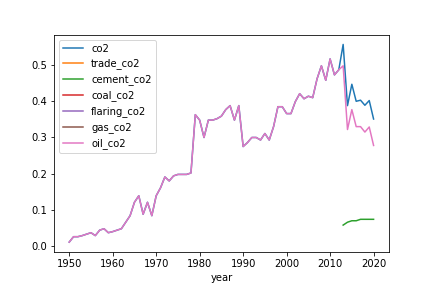 co2
trade_co2
cement_co2
coal_co2
flaring_co2
gas_co2
oil_co2
0.5
0.4
0.3
0.2
0.1
0.0
1950 1960 1970 1980 1990 2000 2010 2020
year